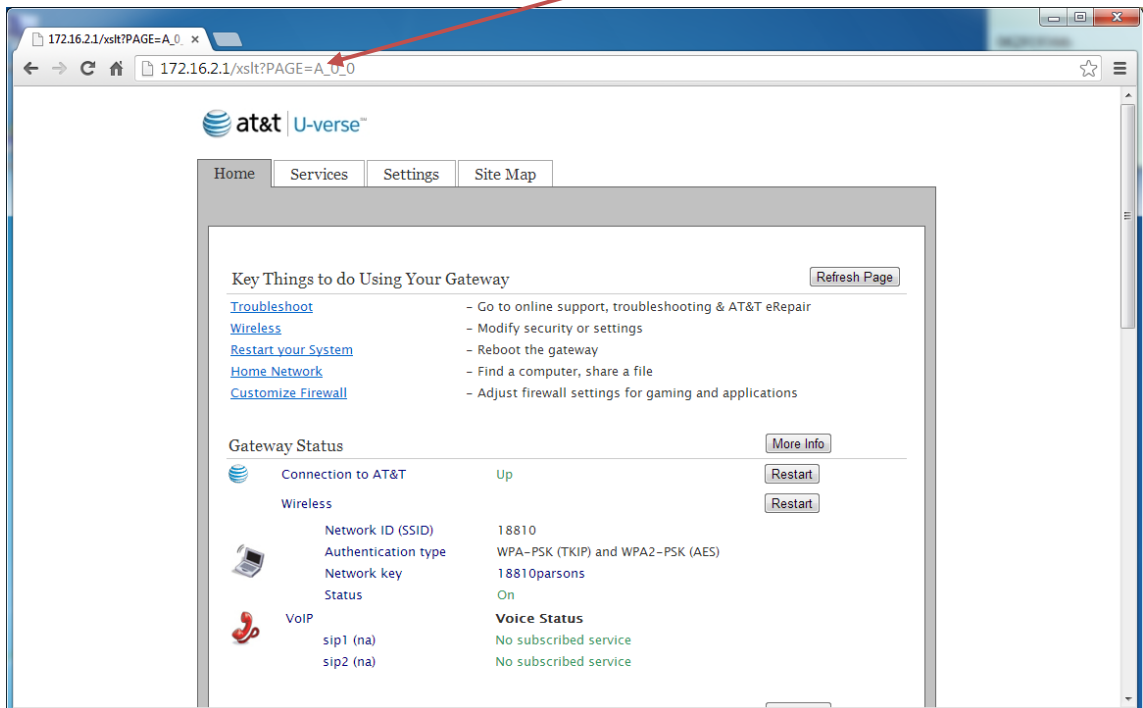 172.16.2.1/xslt?PAGE=A_0_
172.16.2.1/xslt?PAGE=A_0_0
at&t U-verse™
Home Services Settings Site Map
Key Things to do Using Your Gateway Refresh Page
Troubleshoot – Go to online support, troubleshooting & AT&T eRepair
Wireless – Modify security or settings
Restart your System – Reboot the gateway
Home Network – Find a computer, share a file
Customize Firewall – Adjust firewall settings for gaming and applications
Gateway Status More Info
Connection to AT&T Up Restart
Wireless Restart
Network ID (SSID) 18810
Authentication type WPA-PSK (TKIP) and WPA2-PSK (AES)
Network key 18810parsons
Status On
VoIP Voice Status
sip1 (na) No subscribed service
sip2 (na) No subscribed service